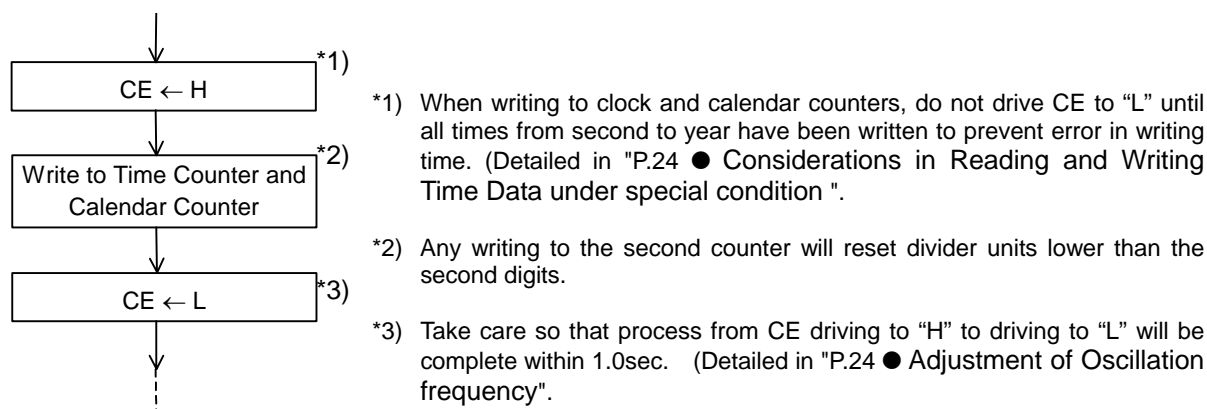 *1)
CE ← H
*2)
Write to Time Counter and
Calendar Counter
*3)
CE ← L
*1) When writing to clock and calendar counters, do not drive CE to “L” until
all times from second to year have been written to prevent error in writing
time. (Detailed in "P.24 ● Considerations in Reading and Writing
Time Data under special condition ".
*2) Any writing to the second counter will reset divider units lower than the
second digits.
*3) Take care so that process from CE driving to “H” to driving to “L” will be
complete within 1.0sec. (Detailed in "P.24 ● Adjustment of Oscillation
frequency".